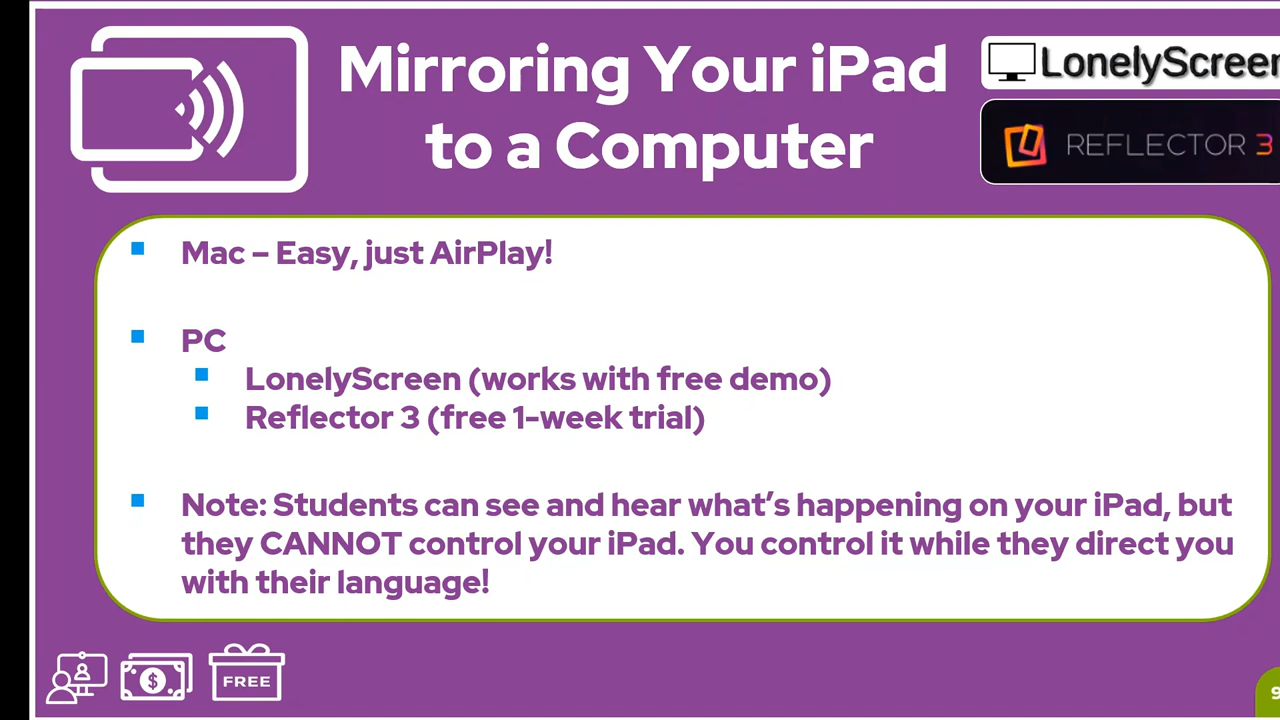 Mirroring Your iPad
to a Computer
LonelyScreen
REFLECTOR 3
Mac – Easy, just AirPlay!
PC
LonelyScreen (works with free demo)
Reflector 3 (free 1-week trial)
Note: Students can see and hear what’s happening on your iPad, but
they CANNOT control your iPad. You control it while they direct you
with their language!
$
FREE
9